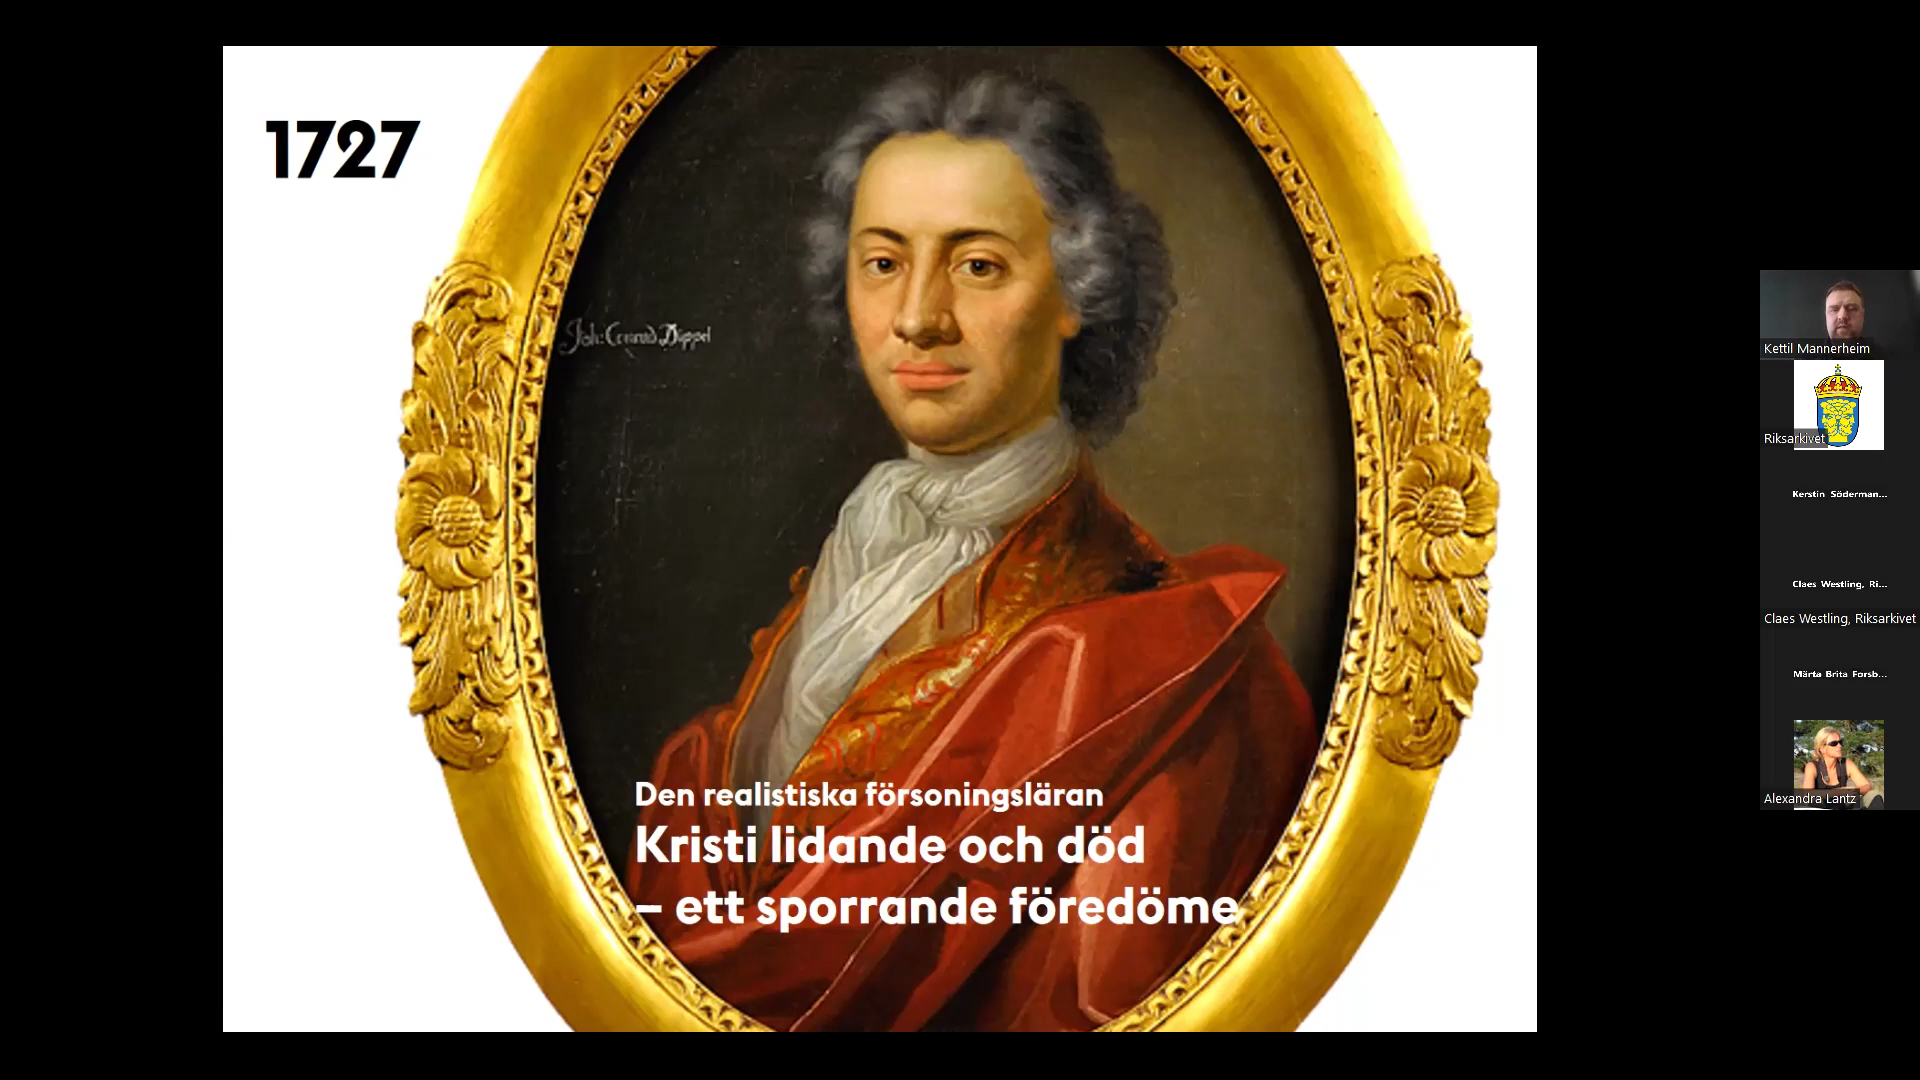 1727
Joh: Conrad Dippel
Den realistiska försoningsläran
Kristi lidande och död
– ett sporrande föredöme
Kettil Mannerheim
Riksarkivet
Kerstin Söderman...
Claes Westling, Ri...
Claes Westling, Riksarkivet
Märta Brita Forsb...
Alexandra Lantz